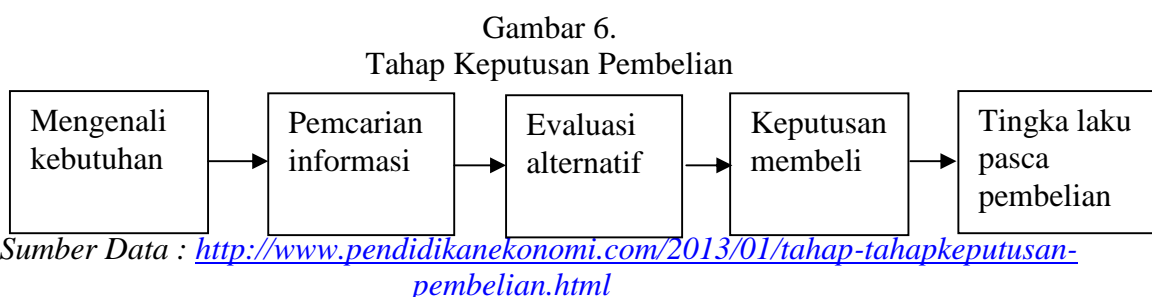 Gambar 6.
Tahap Keputusan Pembelian
Mengenali
kebutuhan
Pemcarian
informasi
Evaluasi
alternatif
Keputusan
membeli
Tingka laku
pasca
pembelian
Sumber Data : http://www.pendidikanekonomi.com/2013/01/tahap-tahapkeputusan-
pembelian.html